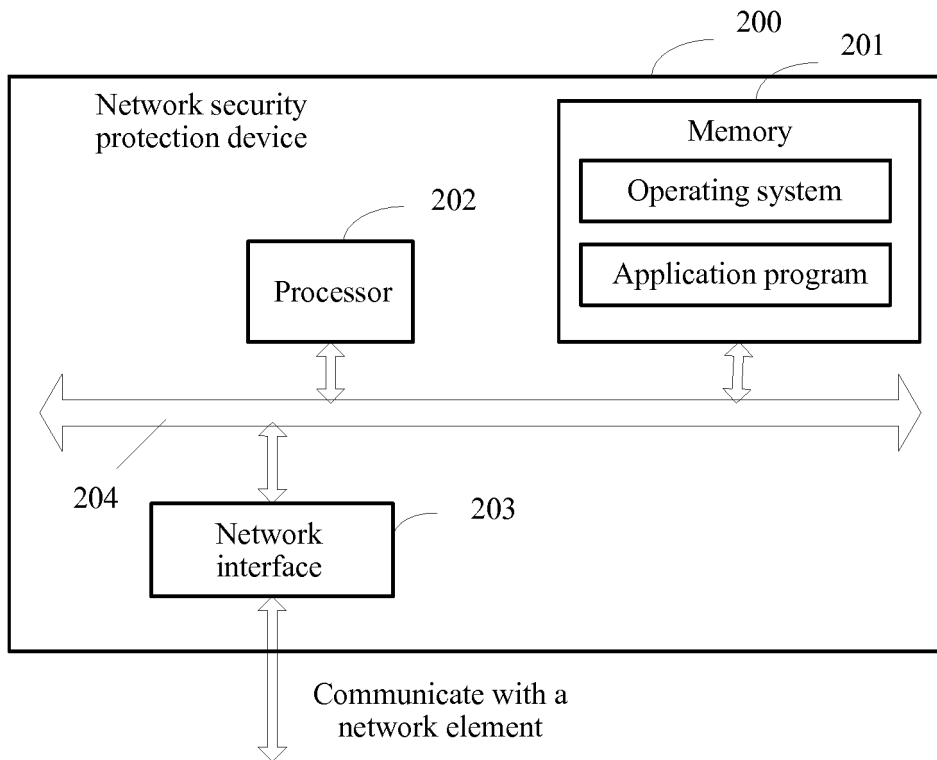 200
201
Network security
protection device
Memory
Operating system
Application program
202
Processor
204
203
Network
interface
Communicate with a
network element